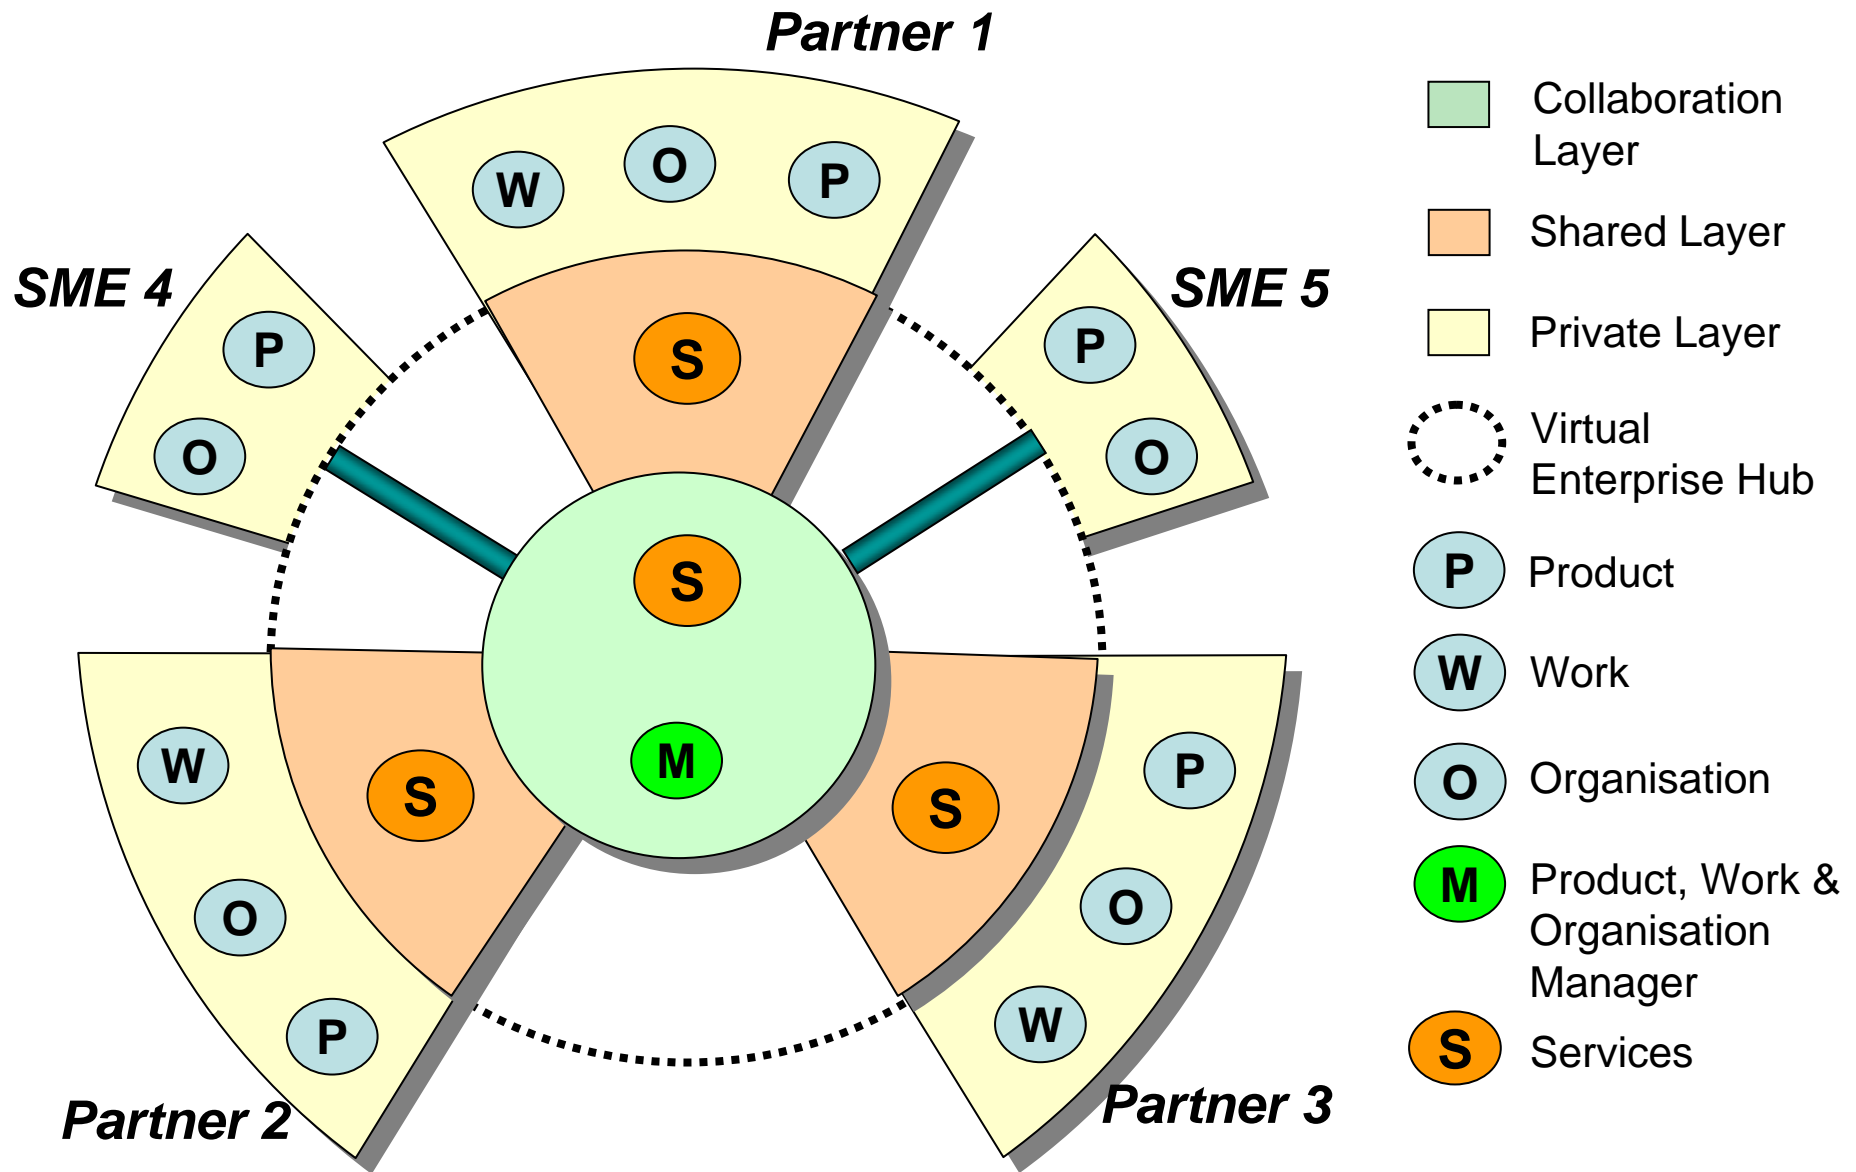 Partner 1
W
O
P
S
SME 4
P
O
SME 5
P
O
S
M
W
O
P
S
Partner 2
S
P
O
W
Partner 3
Collaboration
Layer
Shared Layer
Private Layer
Virtual
Enterprise Hub
P Product
W Work
O Organisation
M Product, Work &
Organisation
Manager
S Services